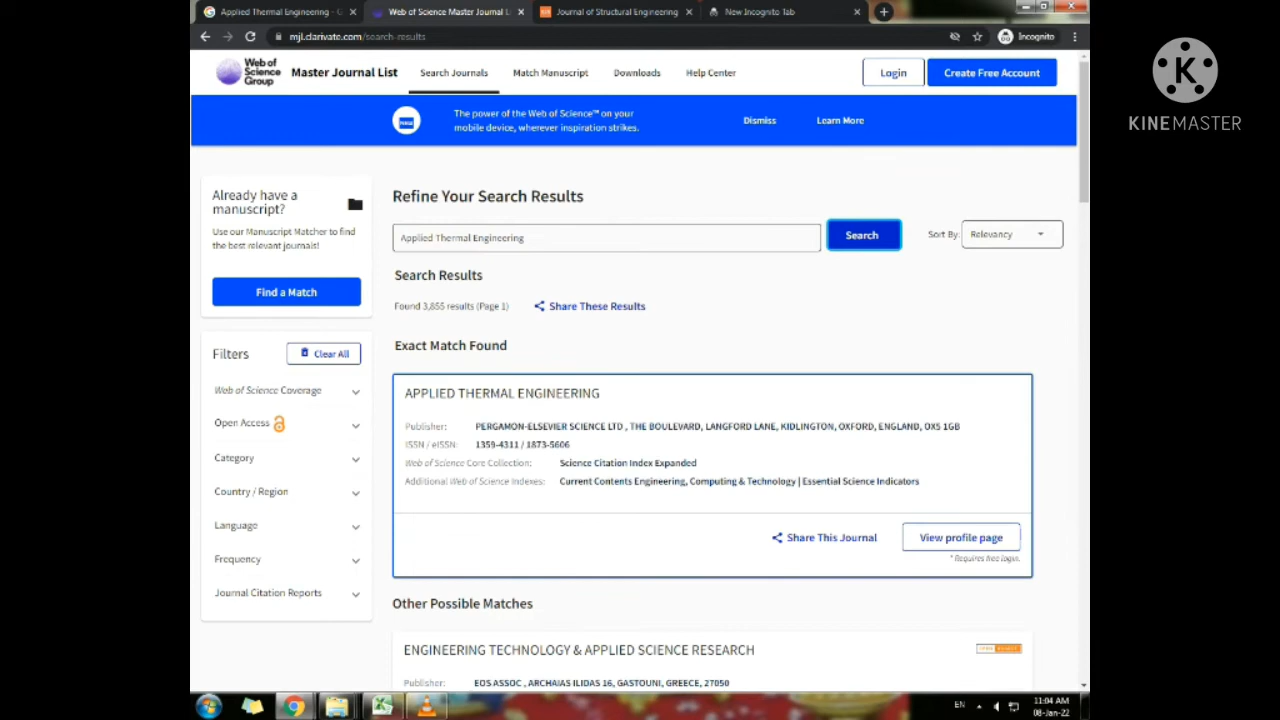 Applied Thermal Engineering - G
Web of Science Master Journal L
Journal of Structural Engineering
New Incognito Tab
mjl.clarivate.com/search-results
Incognito
Web of
Science
Group
Master Journal List
Search Journals
Match Manuscript
Downloads
Help Center
Login
Create Free Account
The power of the Web of Science™ on your
mobile device, wherever inspiration strikes.
Dismiss
Learn More
K
KINEMASTER
Already have a
manuscript?
Use our Manuscript Matcher to find
the best relevant journals!
Find a Match
Filters
Clear All
Web of Science Coverage
Open Access
Category
Country / Region
Language
Frequency
Journal Citation Reports
Refine Your Search Results
Applied Thermal Engineering
Search
Sort By:
Relevancy
Search Results
Found 3,855 results (Page 1)
Share These Results
Exact Match Found
APPLIED THERMAL ENGINEERING
Publisher: PERGAMON-ELSEVIER SCIENCE LTD , THE BOULEVARD, LANGFORD LANE, KIDLINGTON, OXFORD, ENGLAND, OX5 1GB
ISSN / eISSN: 1359-4311 / 1873-5606
Web of Science Core Collection: Science Citation Index Expanded
Additional Web of Science Indexes: Current Contents Engineering, Computing & Technology | Essential Science Indicators
Share This Journal
View profile page
* Requires free login.
Other Possible Matches
ENGINEERING TECHNOLOGY & APPLIED SCIENCE RESEARCH
Publisher: EOS ASSOC , ARCHAIAS ILIDAS 16, GASTOUNI, GREECE, 27050
EN
11:04 AM
08-Jan-22